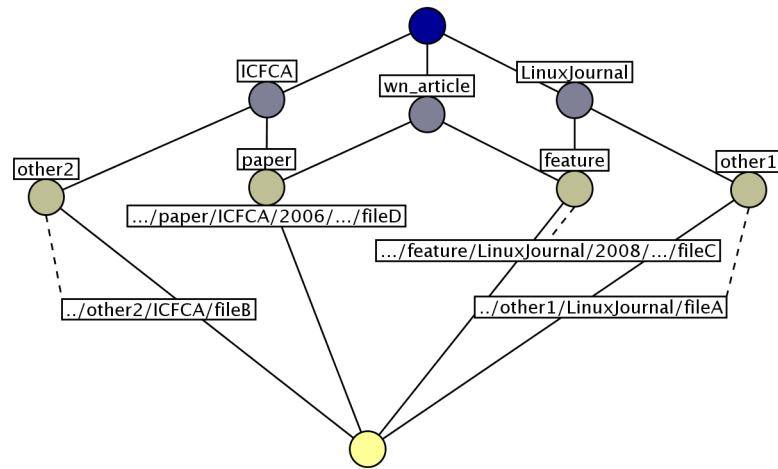 ICFCA
LinuxJournal
wn_article
other2
paper
feature
other1
.../paper/ICFCA/2006/.../fileD
.../feature/LinuxJournal/2008/.../fileC
../other2/ICFCA/fileB
../other1/LinuxJournal/fileA